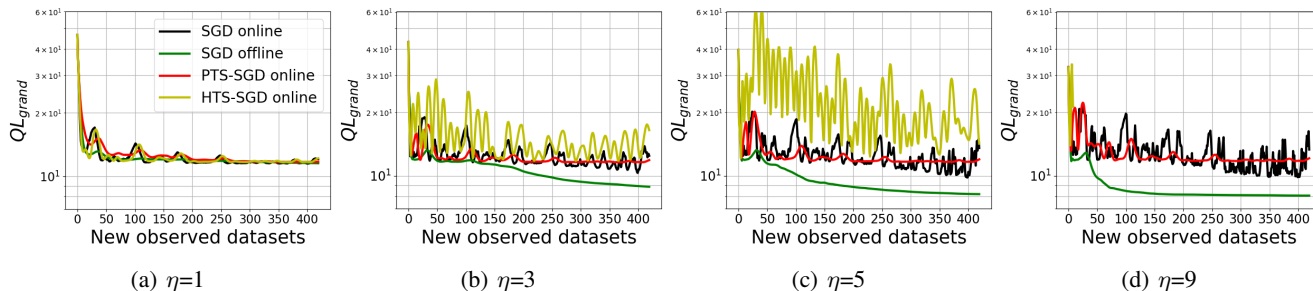 6 × 10¹
4 × 10¹
3 × 10¹
2 × 10¹
10¹
QL_grand
SGD online
SGD offline
PTS-SGD online
HTS-SGD online
0 50 100 150 200 250 300 350 400
New observed datasets
(a) η=1
6 × 10¹
4 × 10¹
3 × 10¹
2 × 10¹
10¹
QL_grand
0 50 100 150 200 250 300 350 400
New observed datasets
(b) η=3
6 × 10¹
4 × 10¹
3 × 10¹
2 × 10¹
10¹
QL_grand
0 50 100 150 200 250 300 350 400
New observed datasets
(c) η=5
6 × 10¹
4 × 10¹
3 × 10¹
2 × 10¹
10¹
QL_grand
0 50 100 150 200 250 300 350 400
New observed datasets
(d) η=9